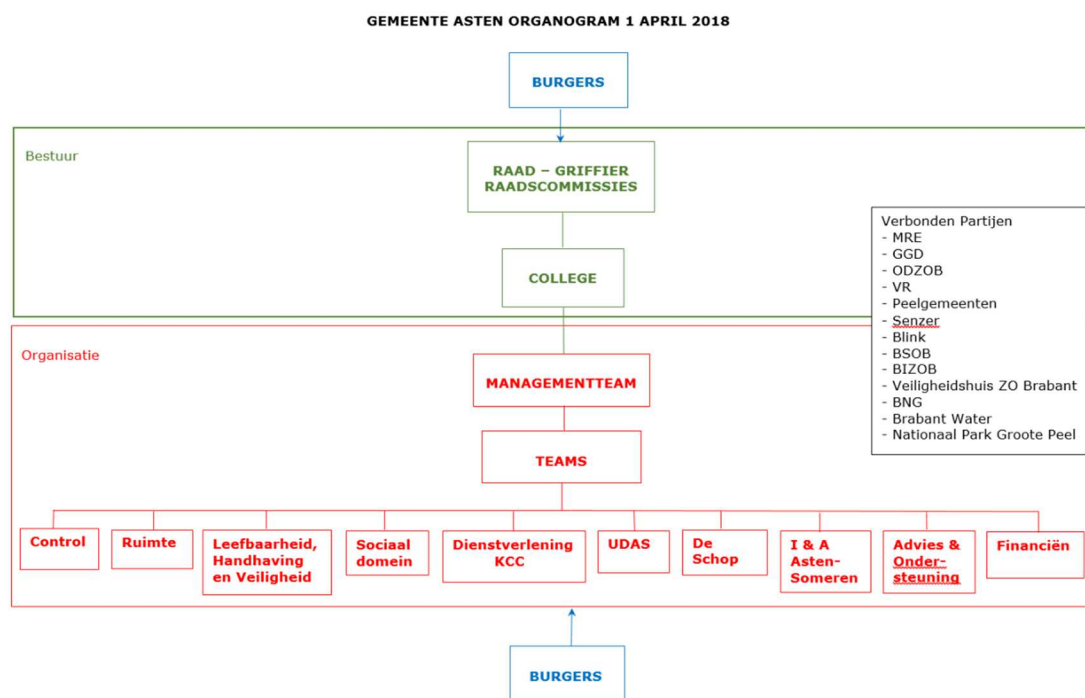 GEMEENTE ASTEN ORGANOGRAM 1 APRIL 2018
BURGERS
Bestuur
RAAD – GRIFFIER
RAADSCOMMISSIES
COLLEGE
Verbonden Partijen
- MRE
- GGD
- ODZOB
- VR
- Peelgemeenten
- Senzer
- Blink
- BSOB
- BIZOB
- Veiligheidshuis ZO Brabant
- BNG
- Brabant Water
- Nationaal Park Groote Peel
Organisatie
MANAGEMENTTEAM
TEAMS
Control
Ruimte
Leefbaarheid,
Handhaving
en Veiligheid
Sociaal
domein
Dienstverlening
KCC
UDAS
De
Schop
I & A
Asten-
Someren
Advies &
Onder-
steuning
Financiën
BURGERS